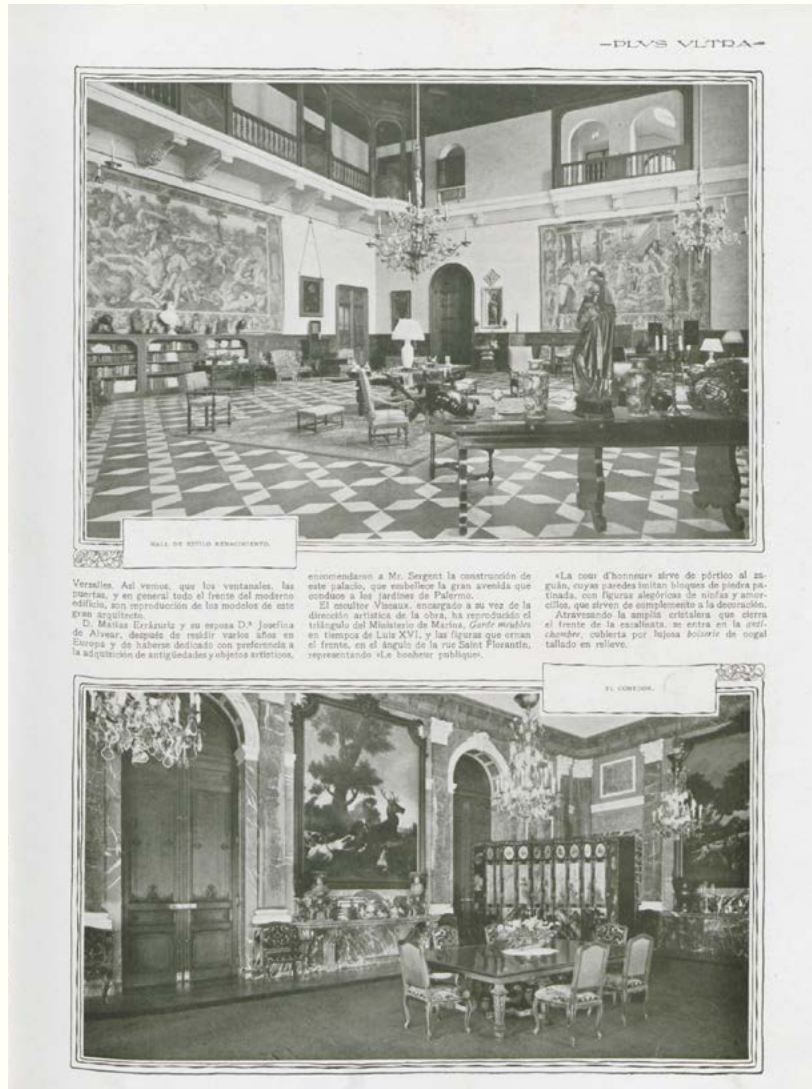 —PLVS VLTRA—
HALL DE ESTILO RENACIMIENTO.
Versalles. Así vemos, que los ventanales, las
puertas, y en general todo el frente del moderno
edificio, son reproducción de los modelos de este
gran arquitecto.
D. Matías Errázuriz y su esposa D.ª Josefina
de Alvear, después de residir varios años en
Europa y de haberse dedicado con preferencia a
la adquisición de antigüedades y objetos artísticos,
encomendaron a Mr. Sergent la construcción de
este palacio, que embellece la gran avenida que
conduce a los jardines de Palermo.
El escultor Viseaux, encargado a su vez de la
dirección artística de la obra, ha reproducido el
triángulo del Ministerio de Marina, Garde meubles
en tiempos de Luis XVI, y las figuras que ornan
el frente, en el ángulo de la rue Saint Florantin,
representando «Le bonheur publique».
«La cour d'honneur» sirve de pórtico al za-
guán, cuyas paredes imitan bloques de piedra pa-
tinada, con figuras alegóricas de ninfas y amor-
cillos, que sirven de complemento a la decoración.
Atravesando la amplia cristalera que cierra
el frente de la escalinata, se entra en la anti-
chambre, cubierta por lujosa boiserie de nogal
tallado en relieve.
EL COMEDOR.